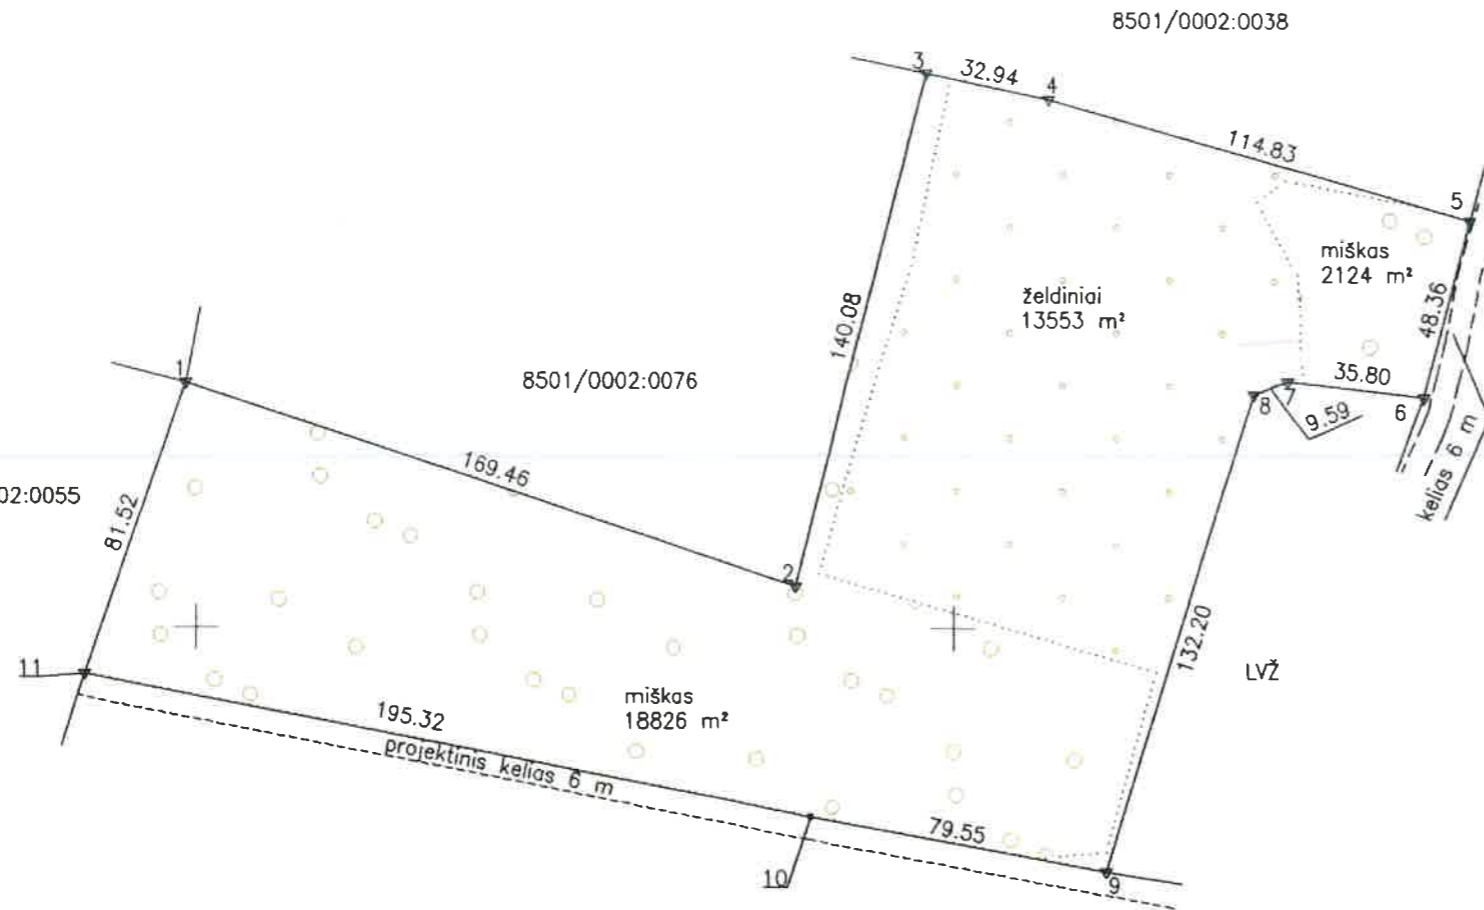 8501/0002:0038
3
32.94
4
114.83
5
miškas
2124 m²
želdiniai
13553 m²
48.36
140.08
1
8501/0002:0076
35.80
7
8
6
9.59
kelias 6 m
169.46
02:0055
81.52
2
132.20
LVŽ
11
miškas
18826 m²
195.32
projektinis kelias 6 m
79.55
10
9